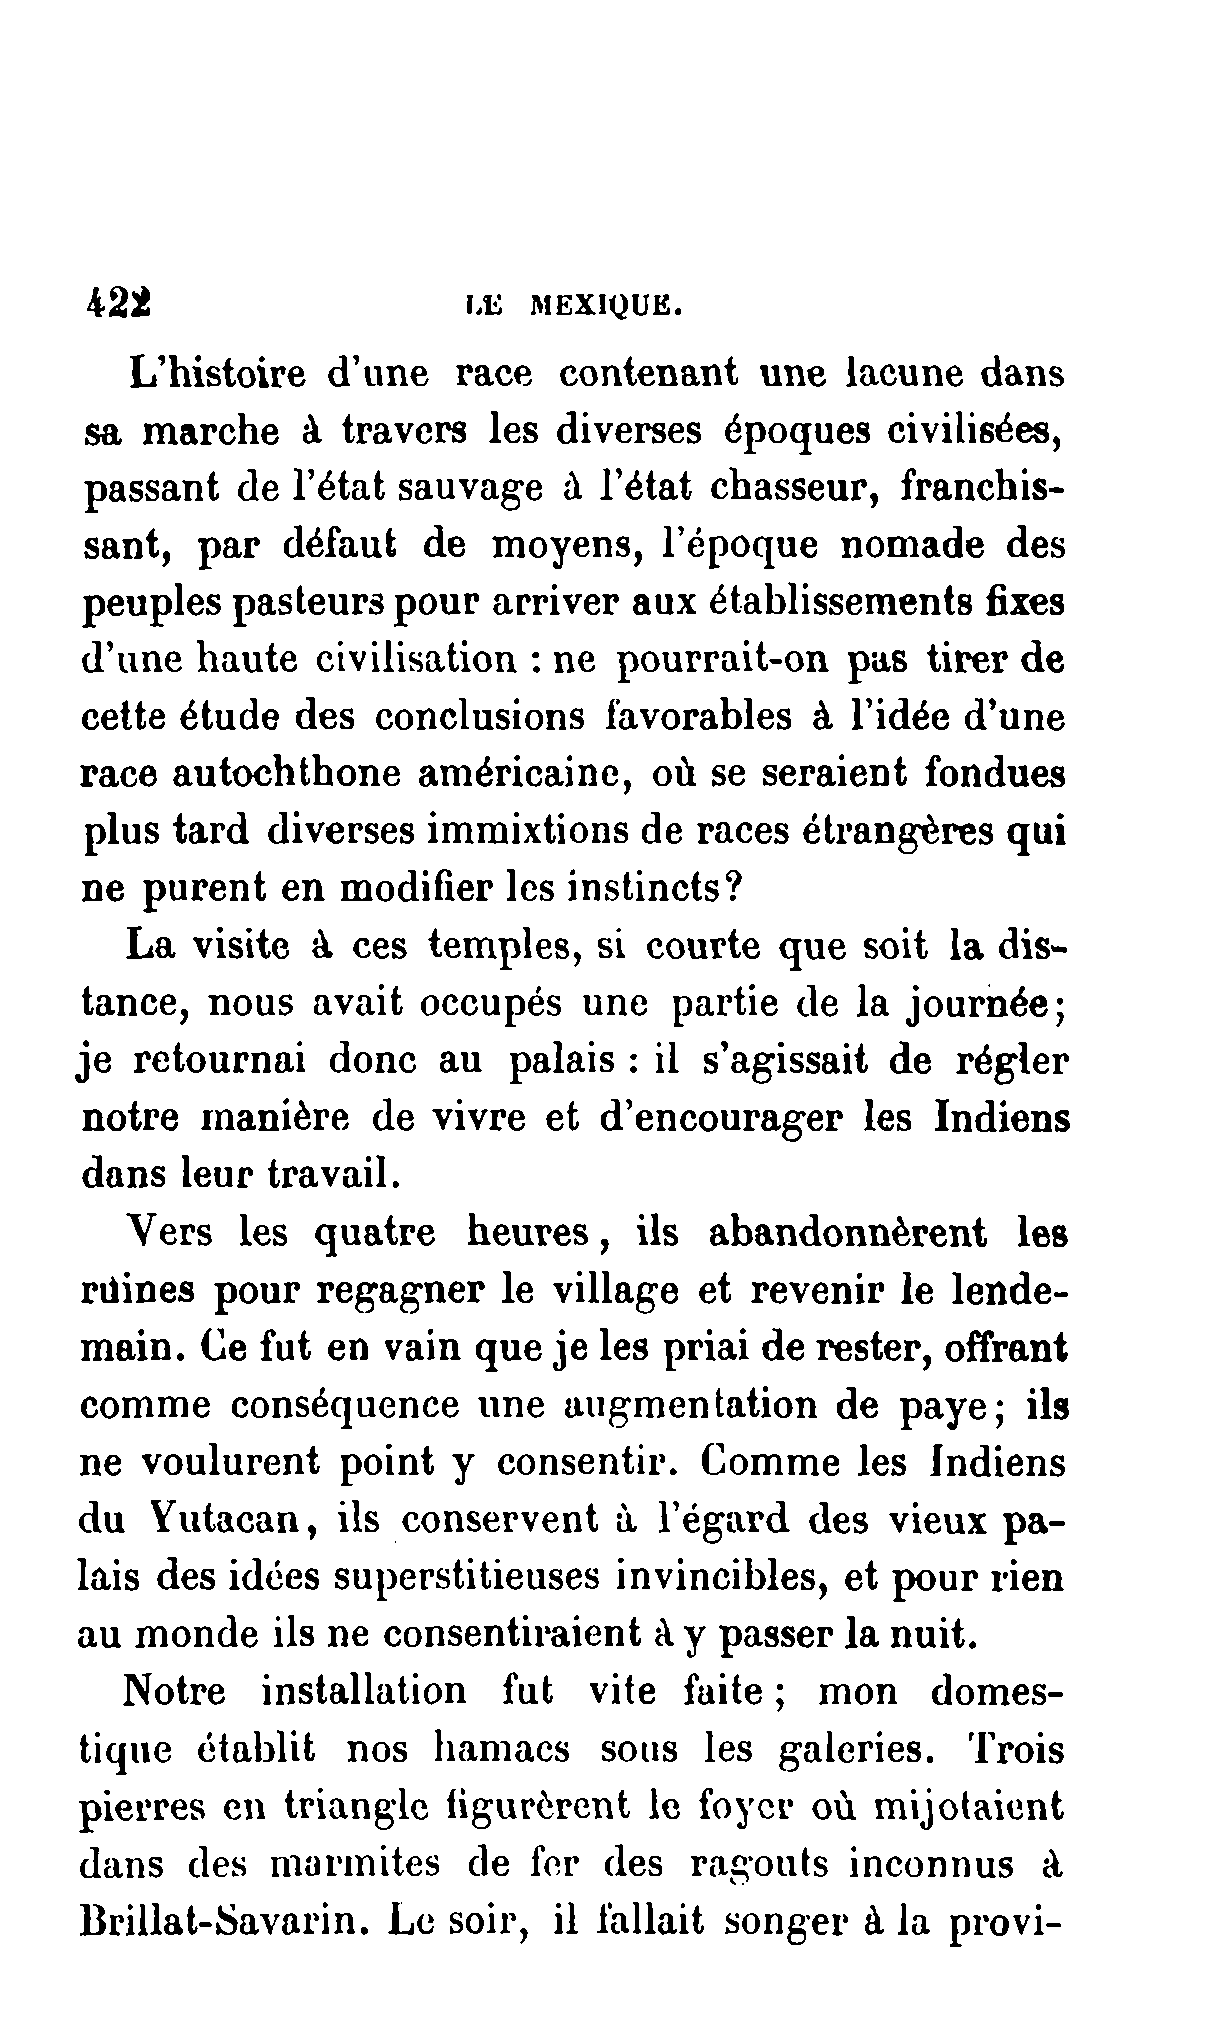 422 LE MEXIQUE.
L'histoire d'une race contenant une lacune dans
sa marche à travers les diverses époques civilisées,
passant de l'état sauvage à l'état chasseur, franchis-
sant, par défaut de moyens, l'époque nomade des
peuples pasteurs pour arriver aux établissements fixes
d'une haute civilisation : ne pourrait-on pas tirer de
cette étude des conclusions favorables à l'idée d'une
race autochthone américaine, où se seraient fondues
plus tard diverses immixtions de races étrangères qui
ne purent en modifier les instincts?
La visite à ces temples, si courte que soit la dis-
tance, nous avait occupés une partie de la journée;
je retournai donc au palais : il s'agissait de régler
notre manière de vivre et d'encourager les Indiens
dans leur travail.
Vers les quatre heures, ils abandonnèrent les
ruines pour regagner le village et revenir le lende-
main. Ce fut en vain que je les priai de rester, offrant
comme conséquence une augmentation de paye; ils
ne voulurent point y consentir. Comme les Indiens
du Yutacan, ils conservent à l'égard des vieux pa-
lais des idées superstitieuses invincibles, et pour rien
au monde ils ne consentiraient à y passer la nuit.
Notre installation fut vite faite; mon domes-
tique établit nos hamacs sous les galeries. Trois
pierres en triangle figurèrent le foyer où mijotaient
dans des marmites de fer des ragouts inconnus à
Brillat-Savarin. Le soir, il fallait songer à la provi-